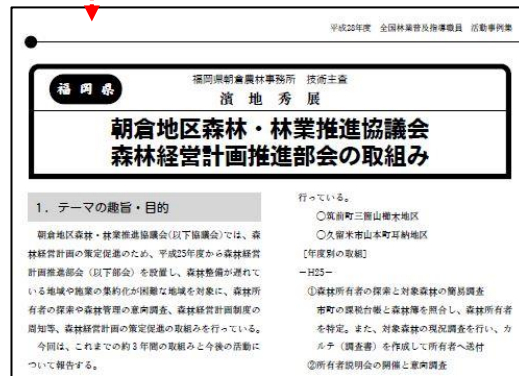 平成28年度 全国林業普及指導職員 活動事例集
福岡県
福岡県朝倉農林事務所 技術主査
濱地秀展
朝倉地区森林・林業推進協議会
森林経営計画推進部会の取組み
1. テーマの趣旨・目的
朝倉地区森林・林業推進協議会(以下協議会)では、森
林経営計画の策定促進のため、平成25年度から森林経営
計画推進部会(以下部会)を設置し、森林整備が遅れて
いる地域や施業の集約化が困難な地域を対象に、森林所
有者の探索や森林管理の意向調査、森林経営計画制度の
周知等、森林経営計画の策定促進の取組みを行っている。
今回は、これまでの約3年間の取組みと今後の活動に
ついて報告する。
行っている。
○筑前町三箇山櫛木地区
○久留米市山本町耳納地区
[年度別の取組]
−H25−
①森林所有者の探索と対象森林の簡易調査
市町の課税台帳と森林簿を照合し、森林所有者
を特定。また、対象森林の現況調査を行い、カ
ルテ(調査書)を作成して所有者へ送付
②所有者説明会の開催と意向調査